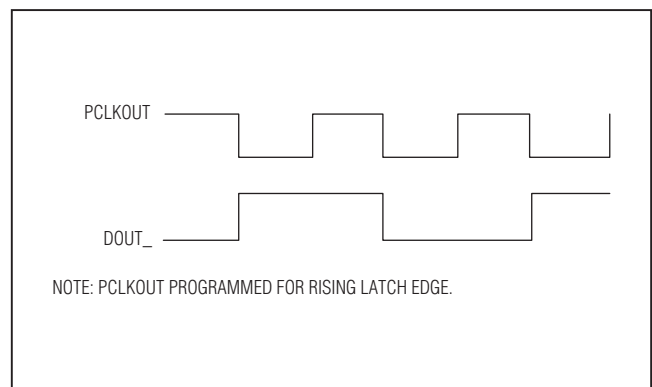 PCLKOUT
DOUT_
NOTE: PCLKOUT PROGRAMMED FOR RISING LATCH EDGE.